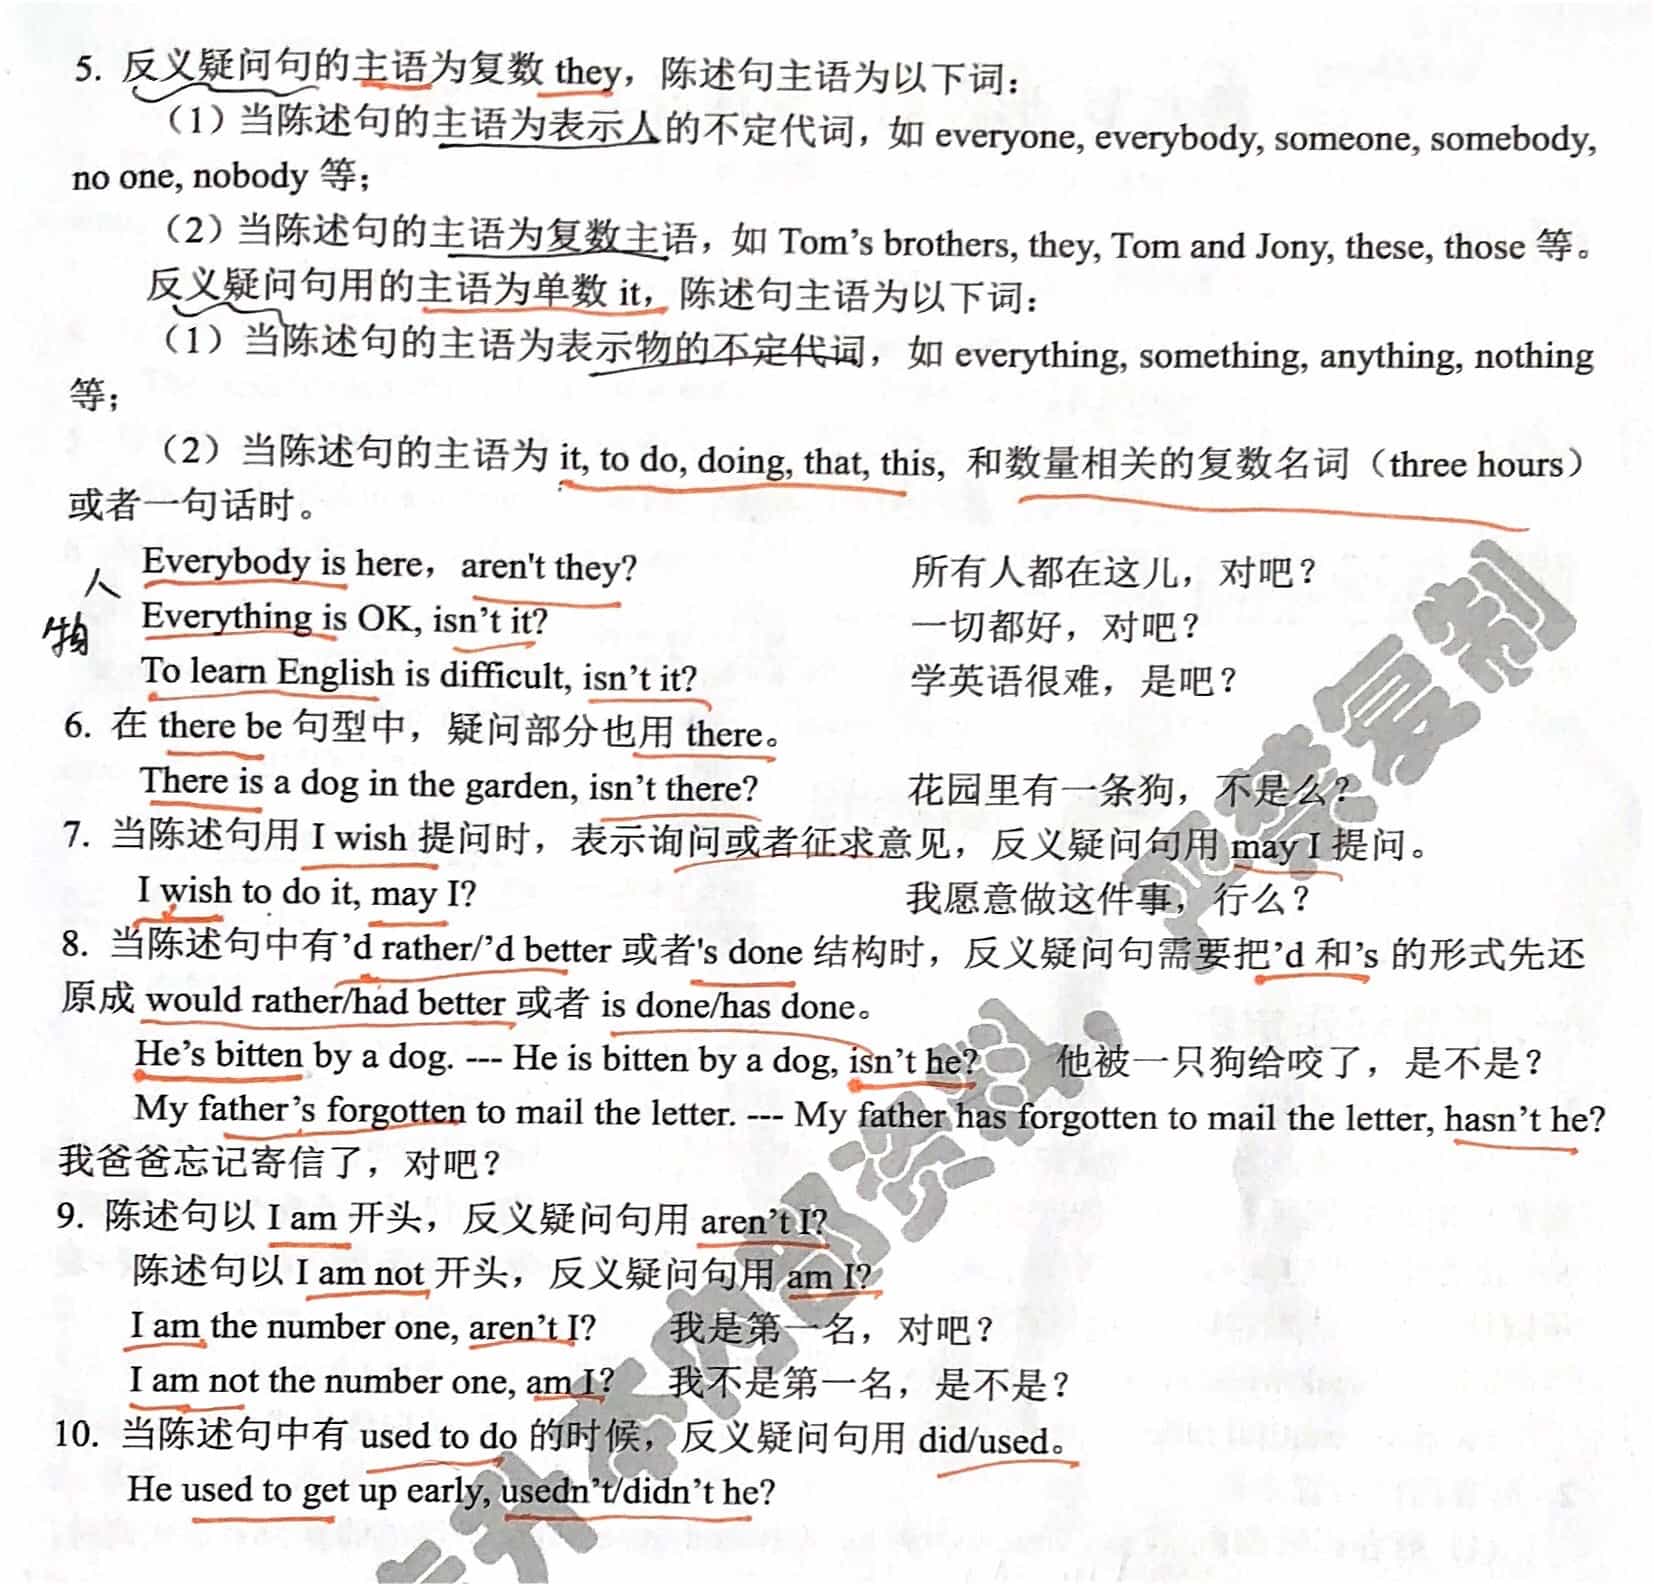 5. 反义疑问句的主语为复数 they，陈述句主语为以下词：
（1）当陈述句的主语为表示人的不定代词，如 everyone, everybody, someone, somebody,
no one, nobody 等；
（2）当陈述句的主语为复数主语，如 Tom’s brothers, they, Tom and Jony, these, those 等。
反义疑问句用的主语为单数 it，陈述句主语为以下词：
（1）当陈述句的主语为表示物的不定代词，如 everything, something, anything, nothing
等；
（2）当陈述句的主语为 it, to do, doing, that, this, 和数量相关的复数名词（three hours）
或者一句话时。
人 Everybody is here，aren't they? 所有人都在这儿，对吧？
物 Everything is OK, isn’t it? 一切都好，对吧？
To learn English is difficult, isn’t it? 学英语很难，是吧？
6. 在 there be 句型中，疑问部分也用 there。
There is a dog in the garden, isn’t there? 花园里有一条狗，不是么？
7. 当陈述句用 I wish 提问时，表示询问或者征求意见，反义疑问句用 may I 提问。
I wish to do it, may I? 我愿意做这件事，行么？
8. 当陈述句中有’d rather/’d better 或者's done 结构时，反义疑问句需要把’d 和’s 的形式先还
原成 would rather/had better 或者 is done/has done。
He’s bitten by a dog. --- He is bitten by a dog, isn’t he? 他被一只狗给咬了，是不是？
My father’s forgotten to mail the letter. --- My father has forgotten to mail the letter, hasn’t he?
我爸爸忘记寄信了，对吧？
9. 陈述句以 I am 开头，反义疑问句用 aren’t I?
陈述句以 I am not 开头，反义疑问句用 am I?
I am the number one, aren’t I? 我是第一名，对吧？
I am not the number one, am I? 我不是第一名，是不是？
10. 当陈述句中有 used to do 的时候，反义疑问句用 did/used。
He used to get up early, usedn’t/didn’t he?
升本内部资料，严禁复制